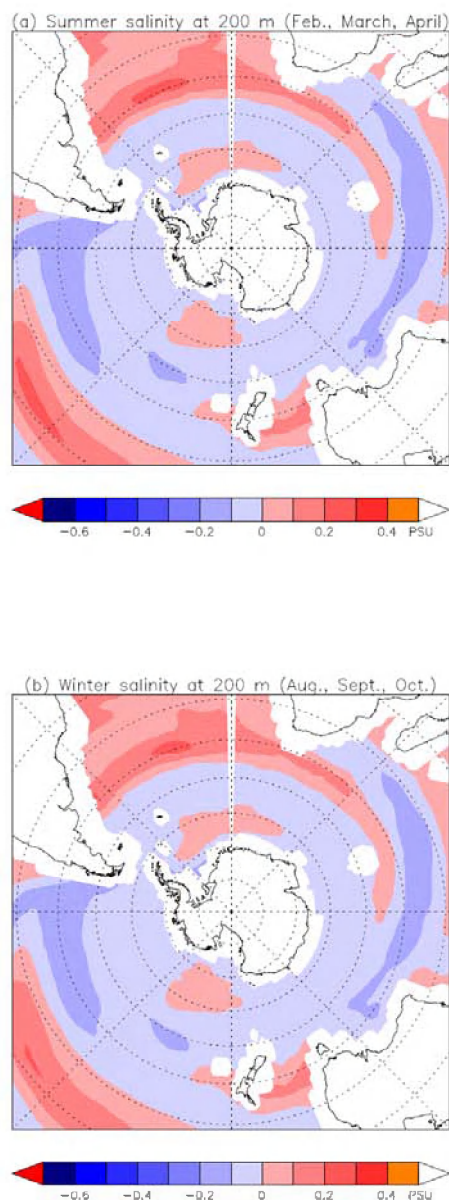 (a) Summer salinity at 200 m (Feb., March, April)
−0.6 −0.4 −0.2 0 0.2 0.4 PSU
(b) Winter salinity at 200 m (Aug., Sept., Oct.)
−0.6 −0.4 −0.2 0 0.2 0.4 PSU